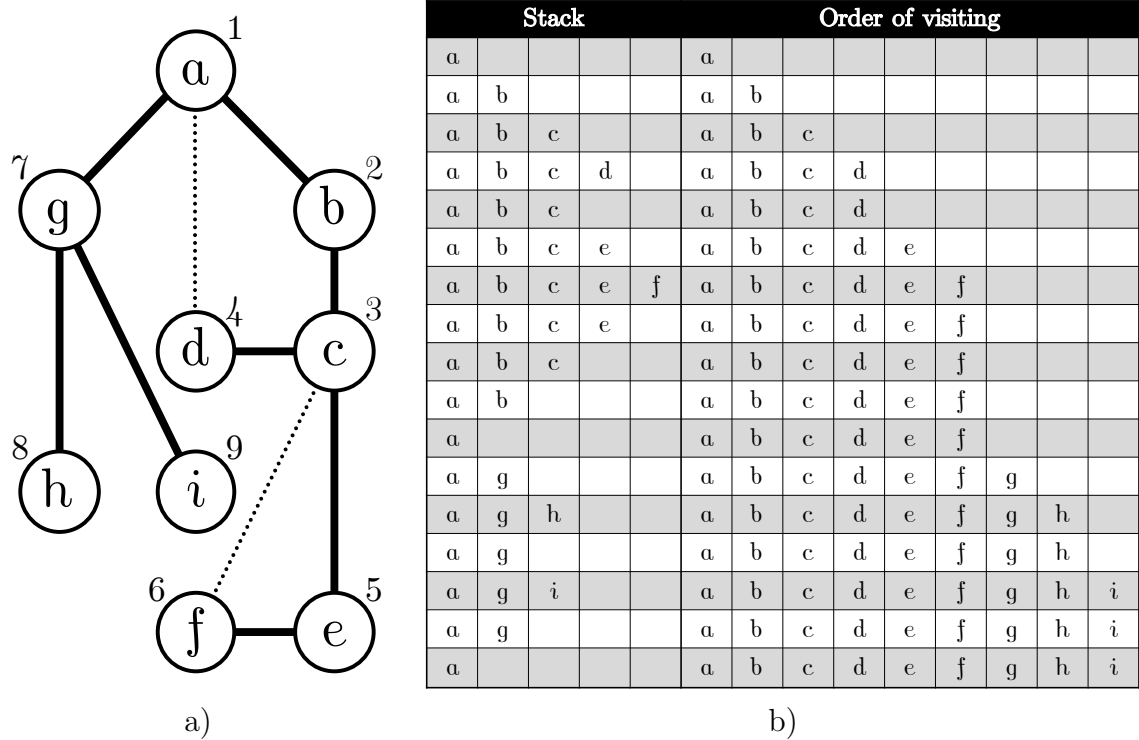 1
a
7
2
g
b
4
3
d
c
8
9
h
i
6
5
f
e
a)
Stack Order of visiting
a a
a b a b
a b c a b c
a b c d a b c d
a b c a b c d
a b c e a b c d e
a b c e f a b c d e f
a b c e a b c d e f
a b c a b c d e f
a b a b c d e f
a a b c d e f
a g a b c d e f g
a g h a b c d e f g h
a g a b c d e f g h
a g i a b c d e f g h i
a g a b c d e f g h i
a a b c d e f g h i
b)